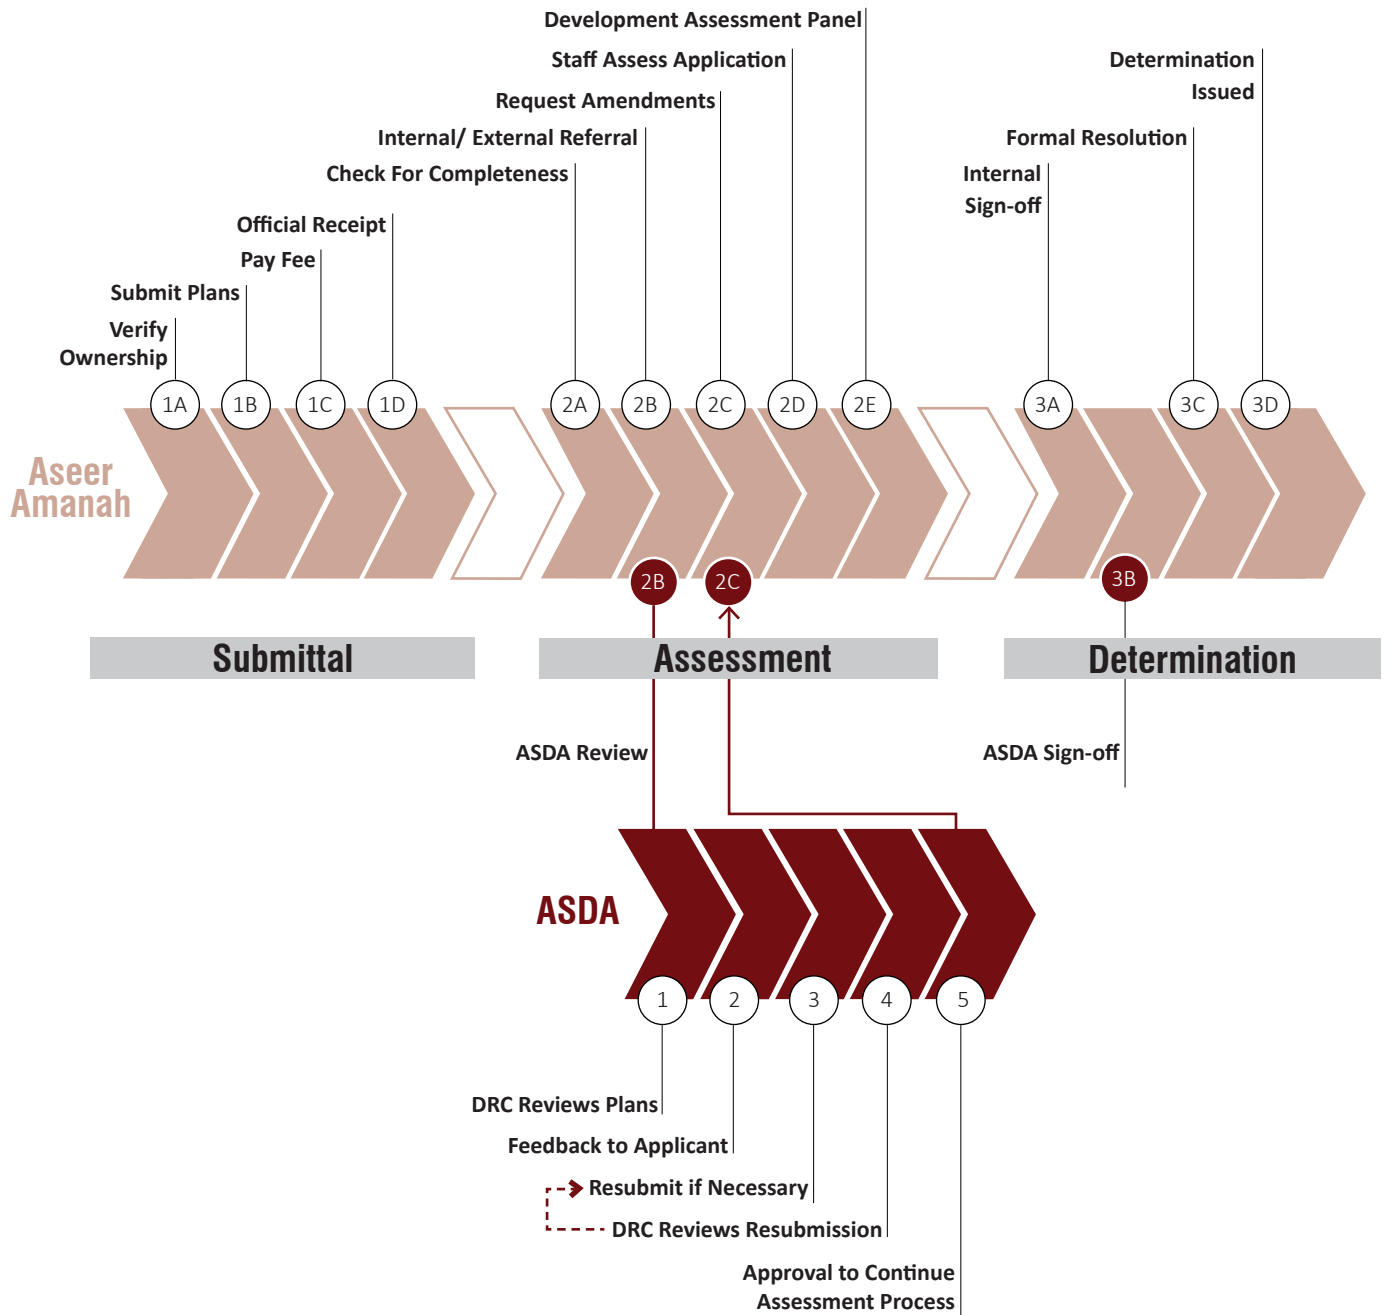 Development Assessment Panel
Staff Assess Application
Request Amendments
Internal/ External Referral
Check For Completeness
Determination
Issued
Formal Resolution
Internal
Sign-off
Official Receipt
Pay Fee
Submit Plans
Verify
Ownership
1A
1B
1C
1D
2A
2B
2C
2D
2E
3A
3C
3D
Aseer
Amanah
2B
2C
3B
Submittal
Assessment
Determination
ASDA Review
ASDA Sign-off
ASDA
1
2
3
4
5
DRC Reviews Plans
Feedback to Applicant
Resubmit if Necessary
DRC Reviews Resubmission
Approval to Continue
Assessment Process